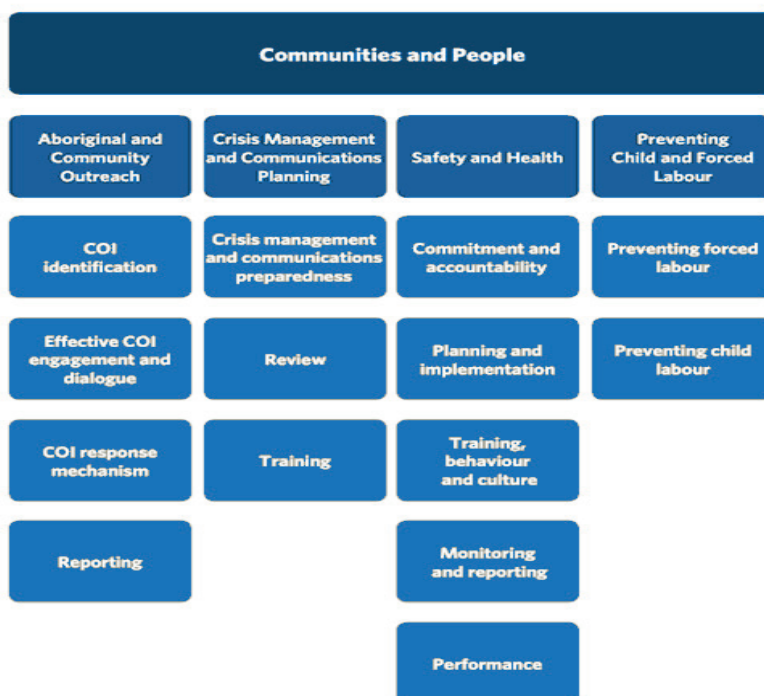 Communities and People
Aboriginal and
Community
Outreach
Crisis Management
and Communications
Planning
Safety and Health
Preventing
Child and Forced
Labour
COI
identification
Crisis management
and communications
preparedness
Commitment and
accountability
Preventing forced
labour
Effective COI
engagement and
dialogue
Review
Planning and
implementation
Preventing child
labour
COI response
mechanism
Training
Training,
behaviour
and culture
Reporting
Monitoring
and reporting
Performance